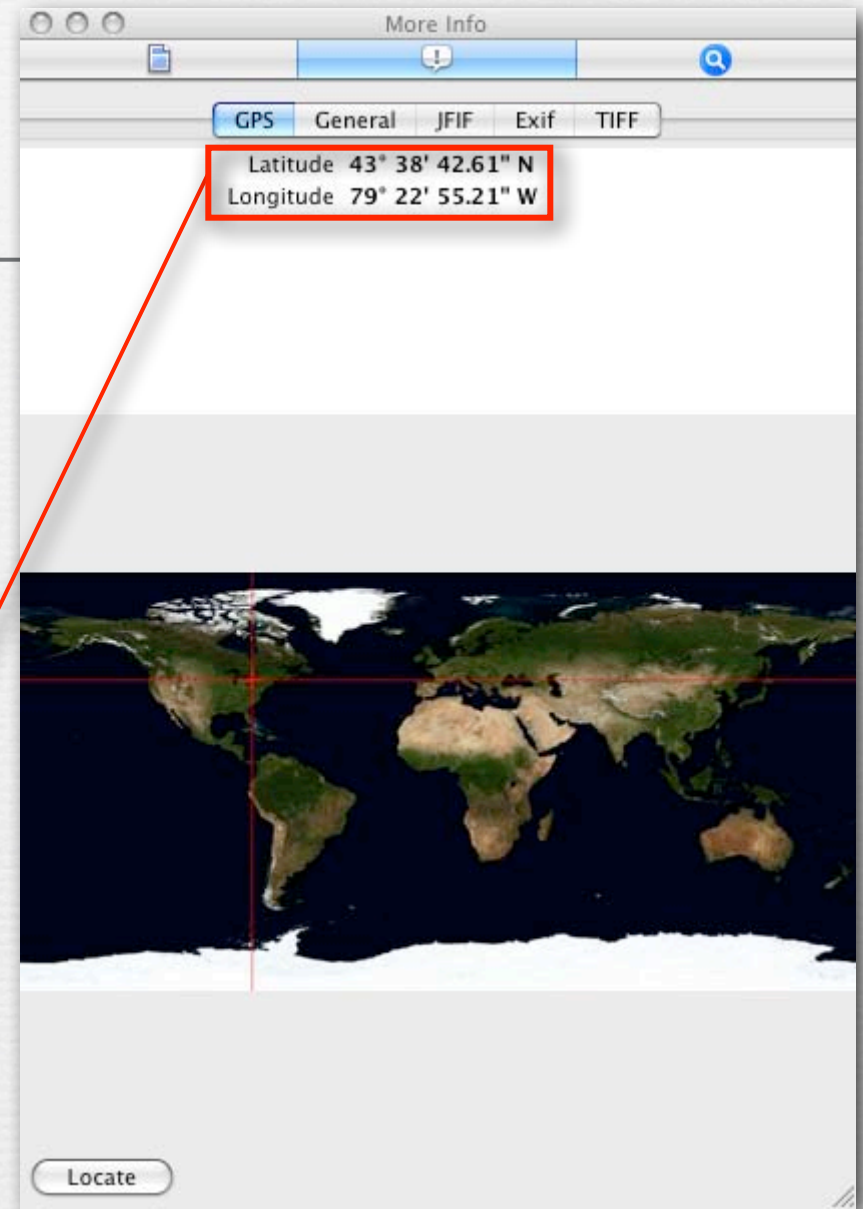 More Info
GPS General JFIF Exif TIFF
Latitude 43° 38' 42.61" N
Longitude 79° 22' 55.21" W
Locate